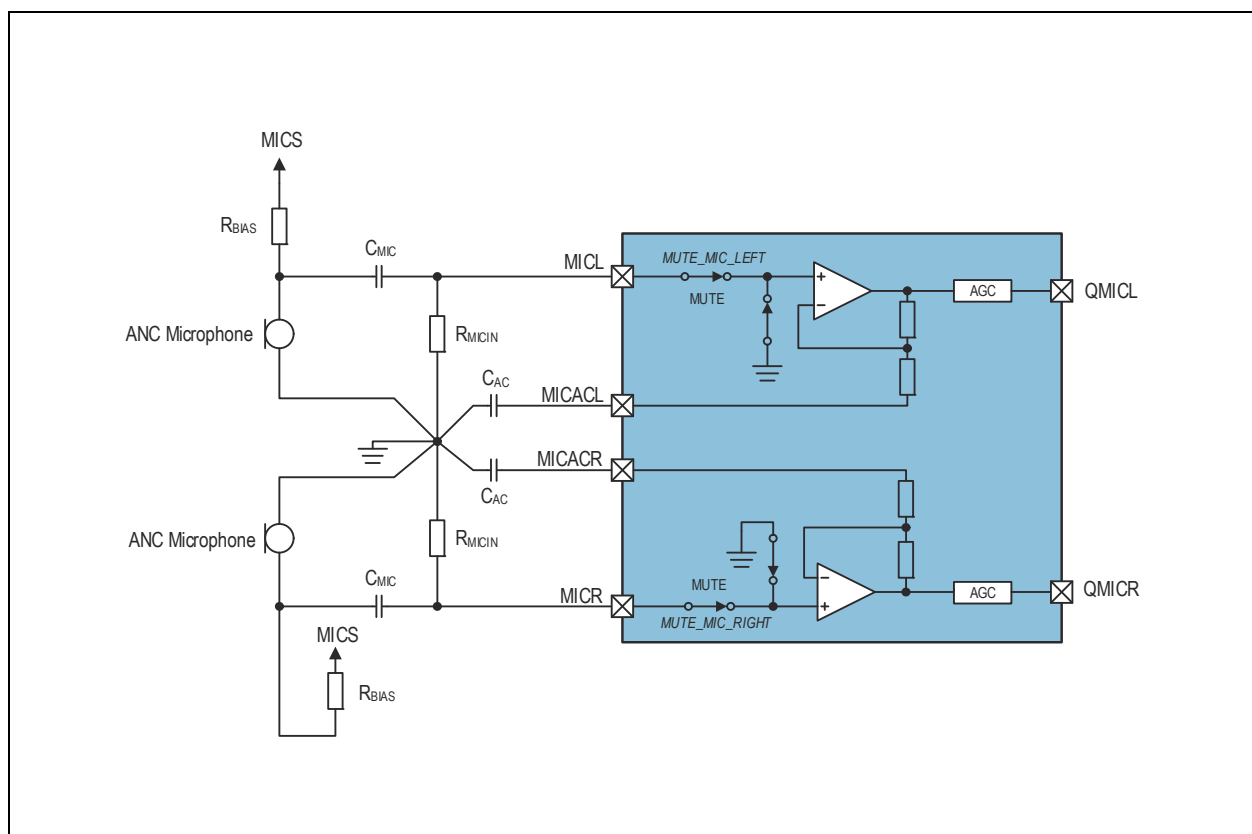 MICS
RBIAS
CMIC
MICL
MUTE_MIC_LEFT
MUTE
AGC
QMICL
ANC Microphone
RMICIN
CAC
MICACL
MICACR
CAC
ANC Microphone
RMICIN
CMIC
MICR
MUTE
MUTE_MIC_RIGHT
AGC
QMICR
MICS
RBIAS